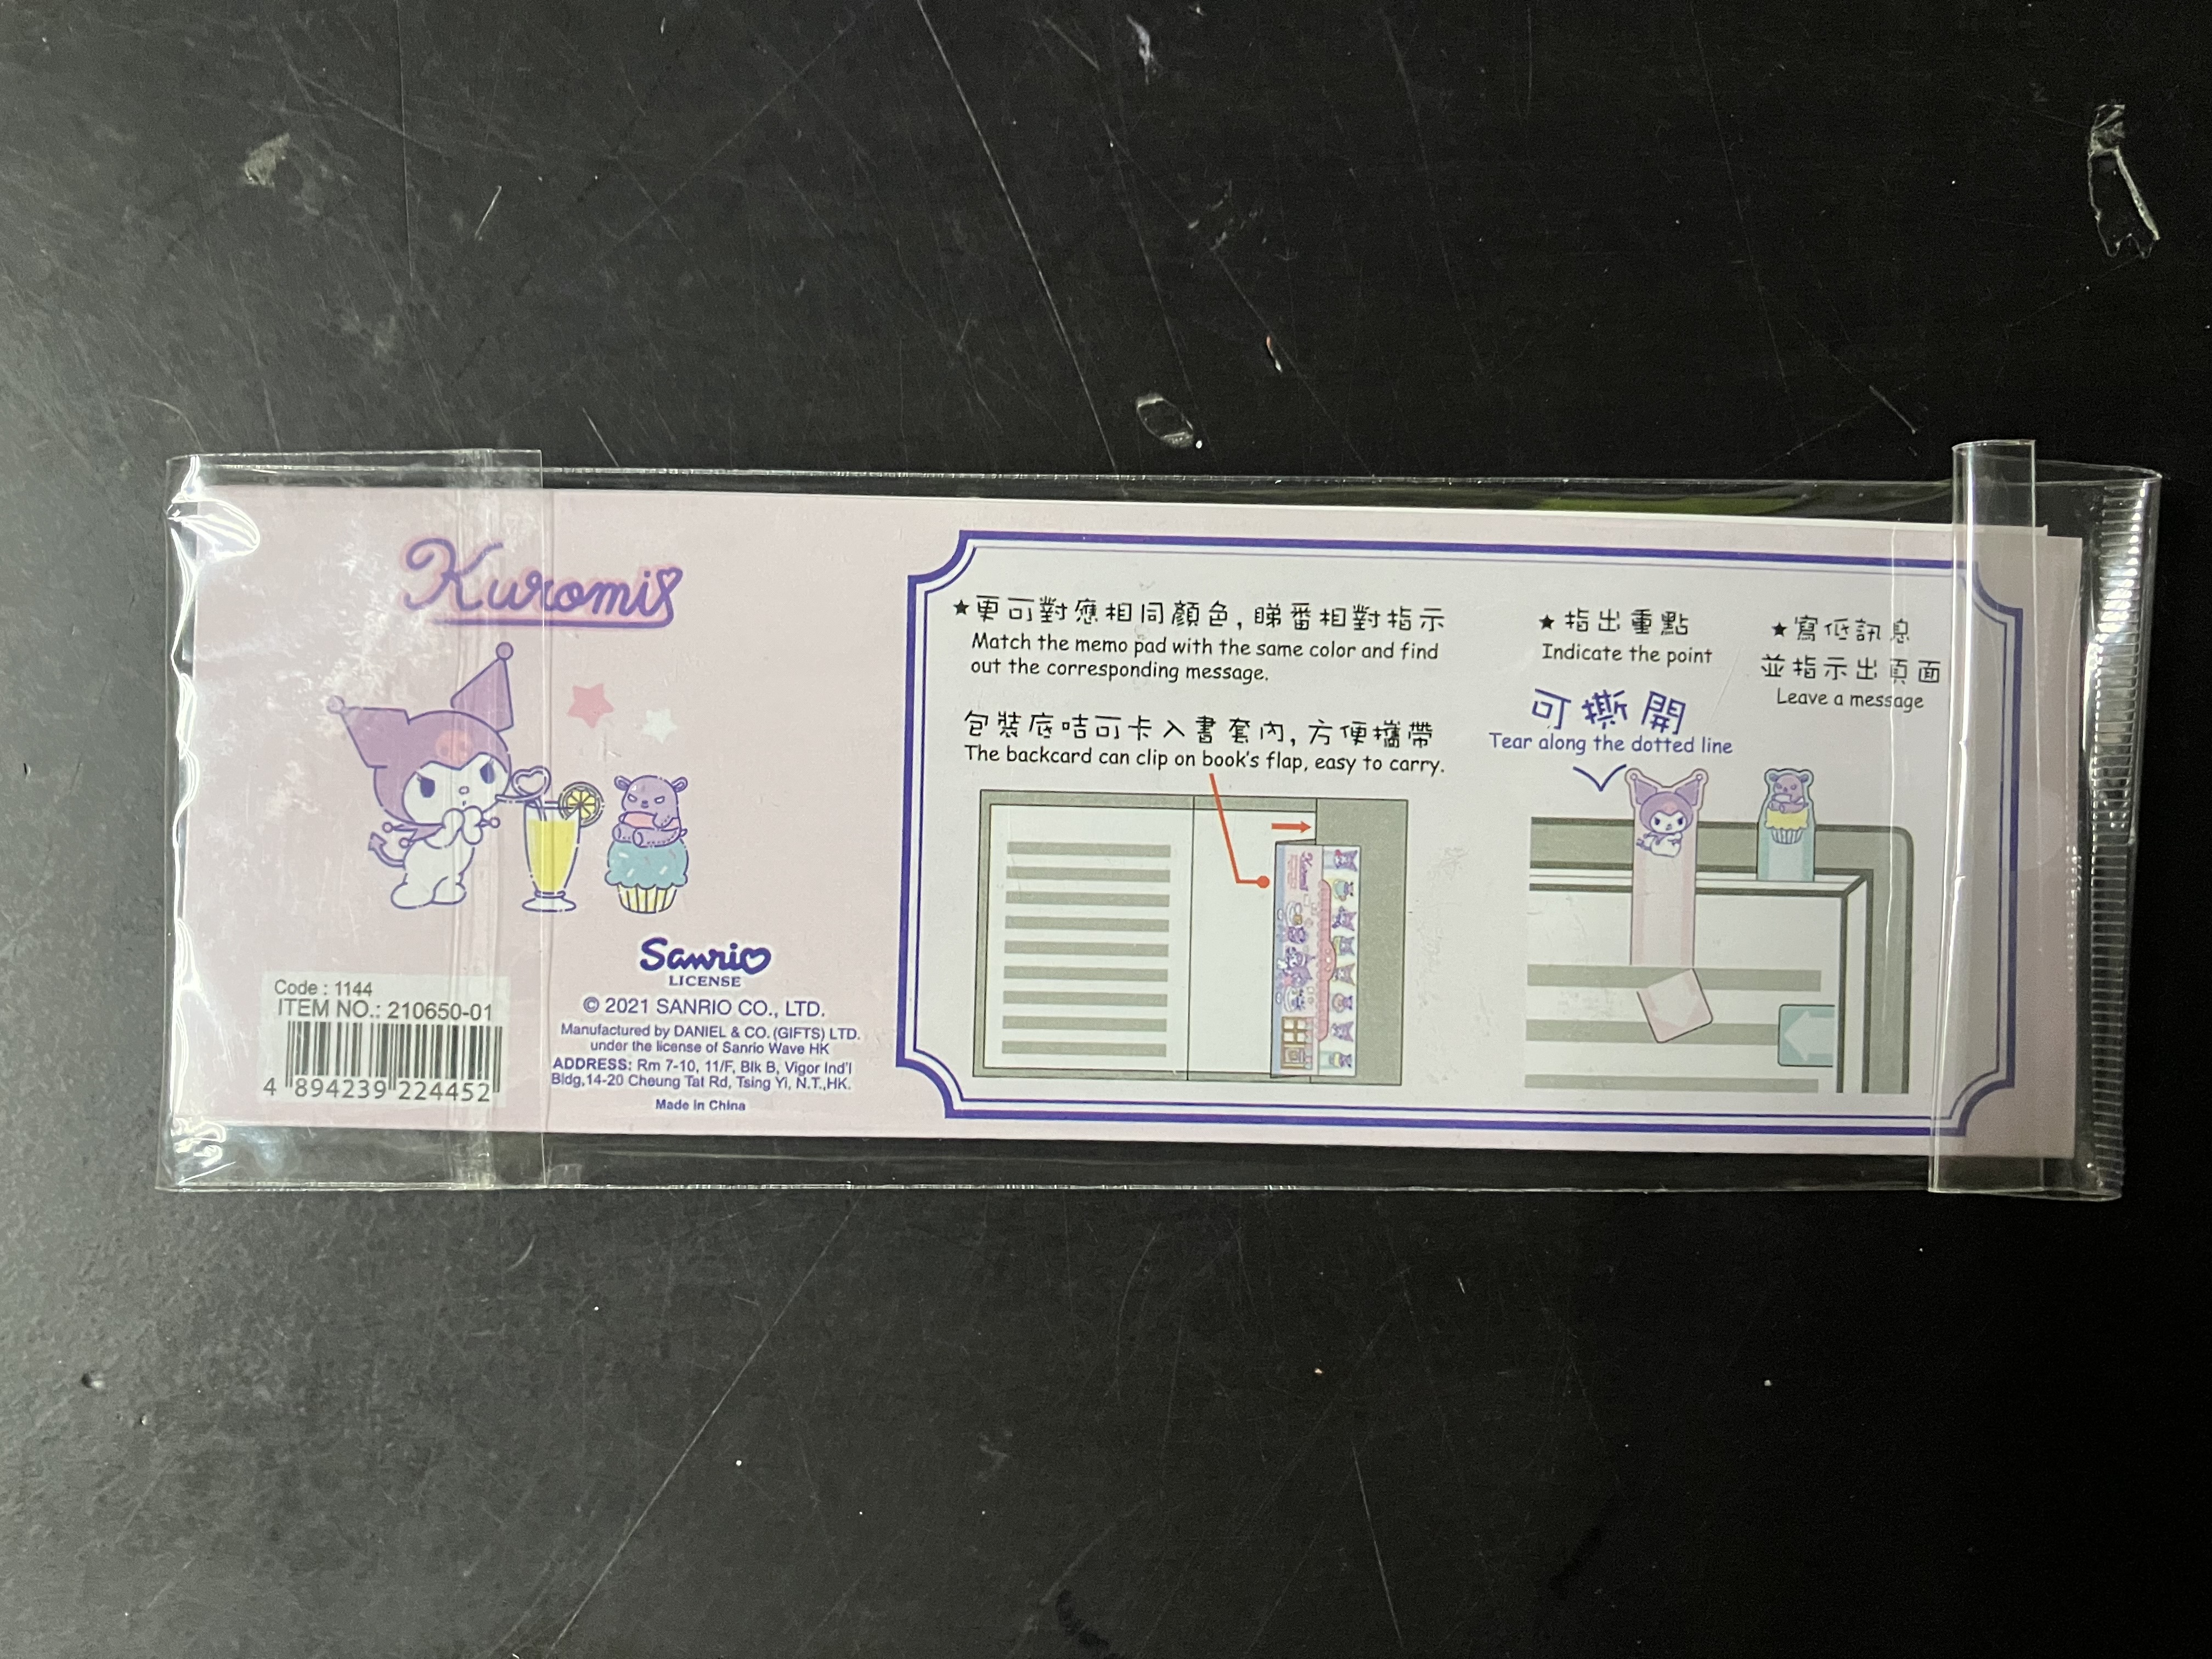 Kuromi
Sanrio
LICENSE
© 2021 SANRIO CO., LTD.
Manufactured by DANIEL & CO. (GIFTS) LTD.
under the license of Sanrio Wave HK
ADDRESS: Rm 7-10, 11/F, Blk B, Vigor Ind'l
Bldg,14-20 Cheung Tat Rd, Tsing Yi, N.T.,HK.
Made in China
Code : 1144
ITEM NO.: 210650-01
4 894239 224452
★更可對應相同顏色,睇番相對指示
Match the memo pad with the same color and find
out the corresponding message.
包裝底咭可卡入書套內,方便攜帶
The backcard can clip on book's flap, easy to carry.
★指出重點
Indicate the point
可撕開
Tear along the dotted line
★寫低訊息
並指示出頁面
Leave a message
Kuromi